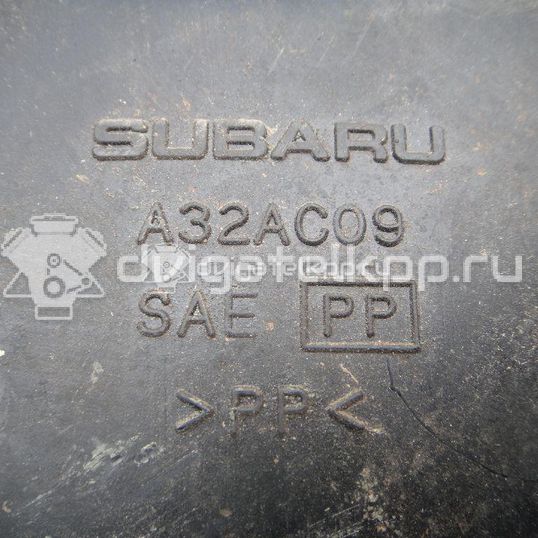 SUBARU
A32AC09
dvigatelkpp.ru
SAE PP
>PP<